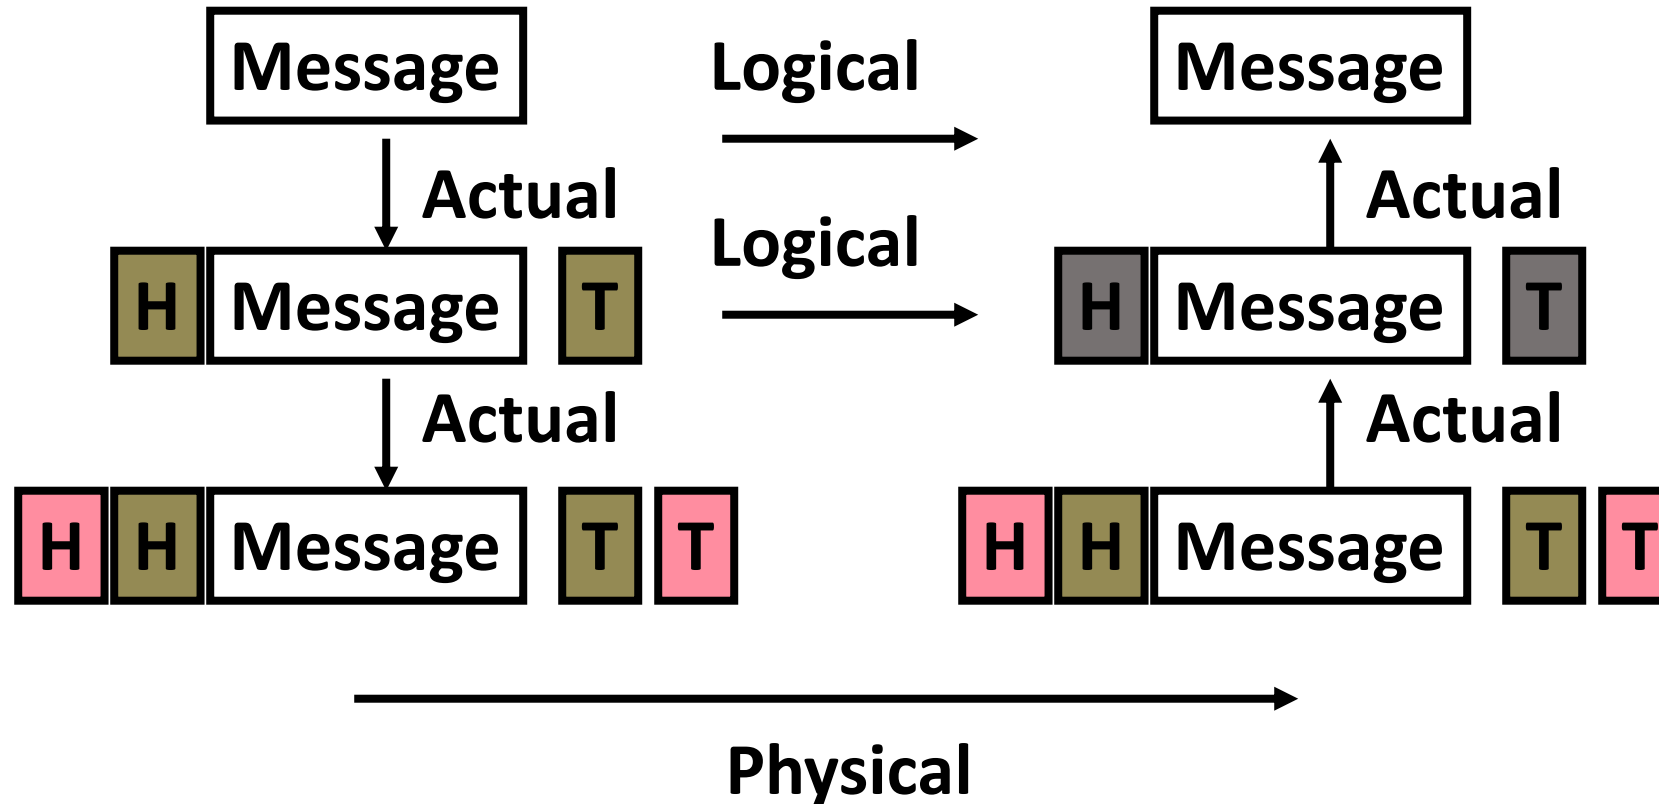 Message Logical Message
Actual Actual
Logical
H Message T H Message T
Actual Actual
H H Message T T H H Message T T
Physical